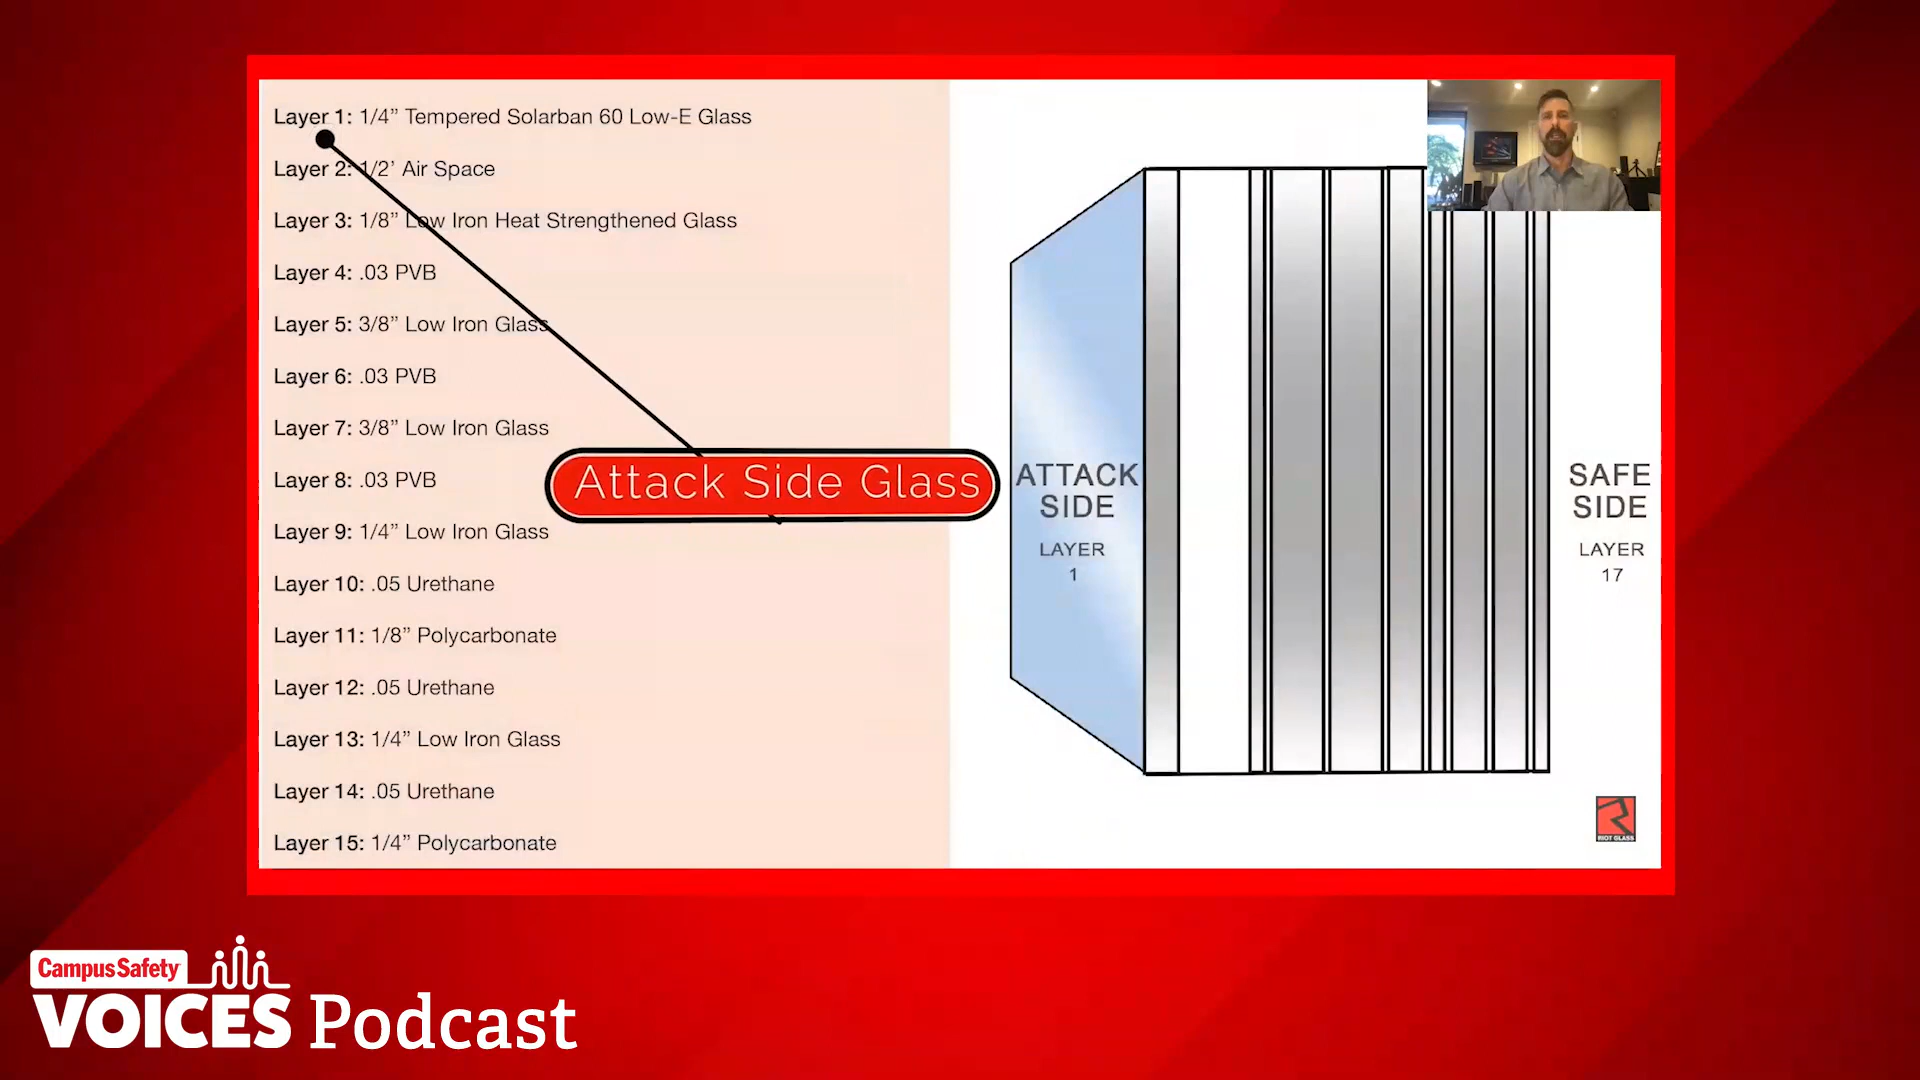 Layer 1: 1/4” Tempered Solarban 60 Low-E Glass
Layer 2: 1/2’ Air Space
Layer 3: 1/8” Low Iron Heat Strengthened Glass
Layer 4: .03 PVB
Layer 5: 3/8” Low Iron Glass
Layer 6: .03 PVB
Layer 7: 3/8” Low Iron Glass
Layer 8: .03 PVB
Layer 9: 1/4” Low Iron Glass
Layer 10: .05 Urethane
Layer 11: 1/8” Polycarbonate
Layer 12: .05 Urethane
Layer 13: 1/4” Low Iron Glass
Layer 14: .05 Urethane
Layer 15: 1/4” Polycarbonate
Attack Side Glass
ATTACK
SIDE
LAYER
1
SAFE
SIDE
LAYER
17
RIOT GLASS
Campus Safety
VOICES Podcast